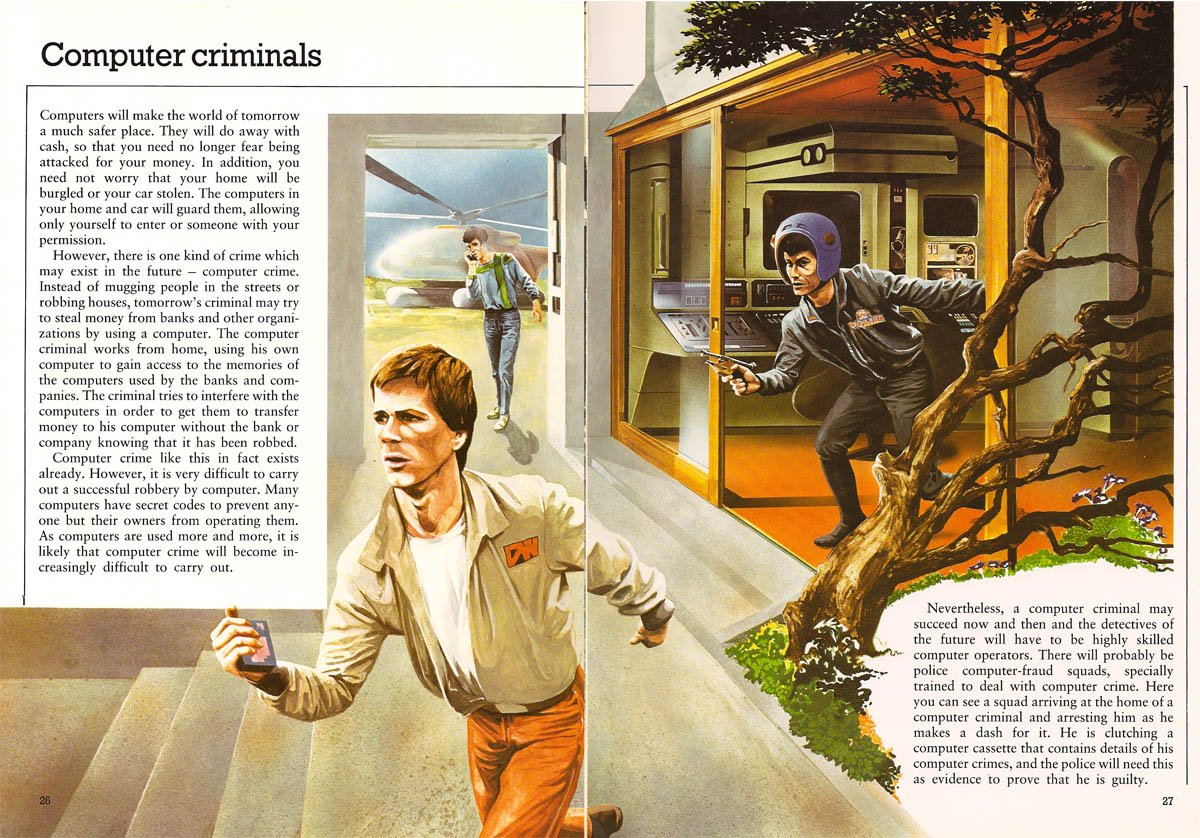 Computer criminals
Computers will make the world of tomorrow
a much safer place. They will do away with
cash, so that you need no longer fear being
attacked for your money. In addition, you
need not worry that your home will be
burgled or your car stolen. The computers in
your home and car will guard them, allowing
only yourself to enter or someone with your
permission.
However, there is one kind of crime which
may exist in the future – computer crime.
Instead of mugging people in the streets or
robbing houses, tomorrow's criminal may try
to steal money from banks and other organi-
zations by using a computer. The computer
criminal works from home, using his own
computer to gain access to the memories of
the computers used by the banks and com-
panies. The criminal tries to interfere with the
computers in order to get them to transfer
money to his computer without the bank or
company knowing that it has been robbed.
Computer crime like this in fact exists
already. However, it is very difficult to carry
out a successful robbery by computer. Many
computers have secret codes to prevent any-
one but their owners from operating them.
As computers are used more and more, it is
likely that computer crime will become in-
creasingly difficult to carry out.
Nevertheless, a computer criminal may
succeed now and then and the detectives of
the future will have to be highly skilled
computer operators. There will probably be
police computer-fraud squads, specially
trained to deal with computer crime. Here
you can see a squad arriving at the home of a
computer criminal and arresting him as he
makes a dash for it. He is clutching a
computer cassette that contains details of his
computer crimes, and the police will need this
as evidence to prove that he is guilty.
26
27